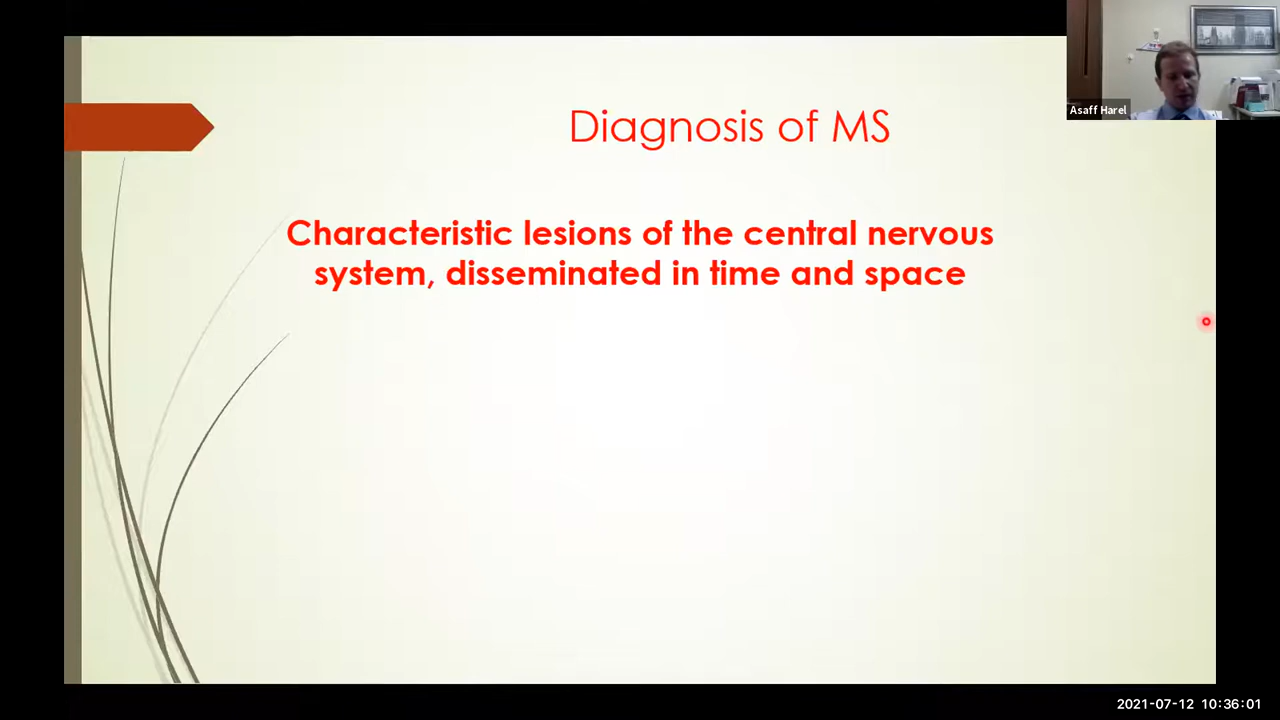 Asaff Harel
Diagnosis of MS
Characteristic lesions of the central nervous
system, disseminated in time and space
2021-07-12 10:36:01